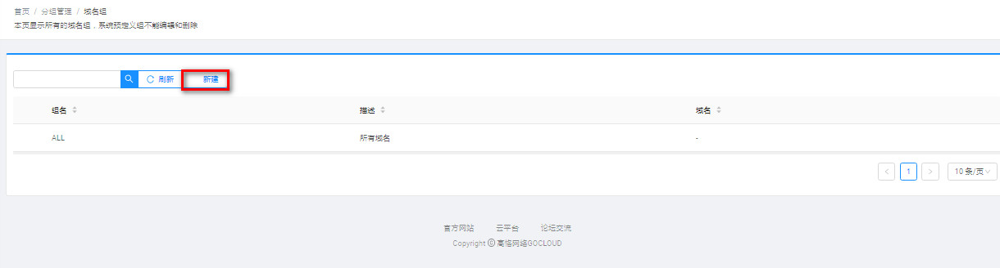 首页 / 分组管理 / 域名组
本页显示所有的域名组，系统预定义组不能编辑和删除
刷新 新建
组名 描述 域名
ALL 所有域名 -
1 10 条/页
官方网站 云平台 论坛交流
Copyright © 高恪网络GOCLOUD